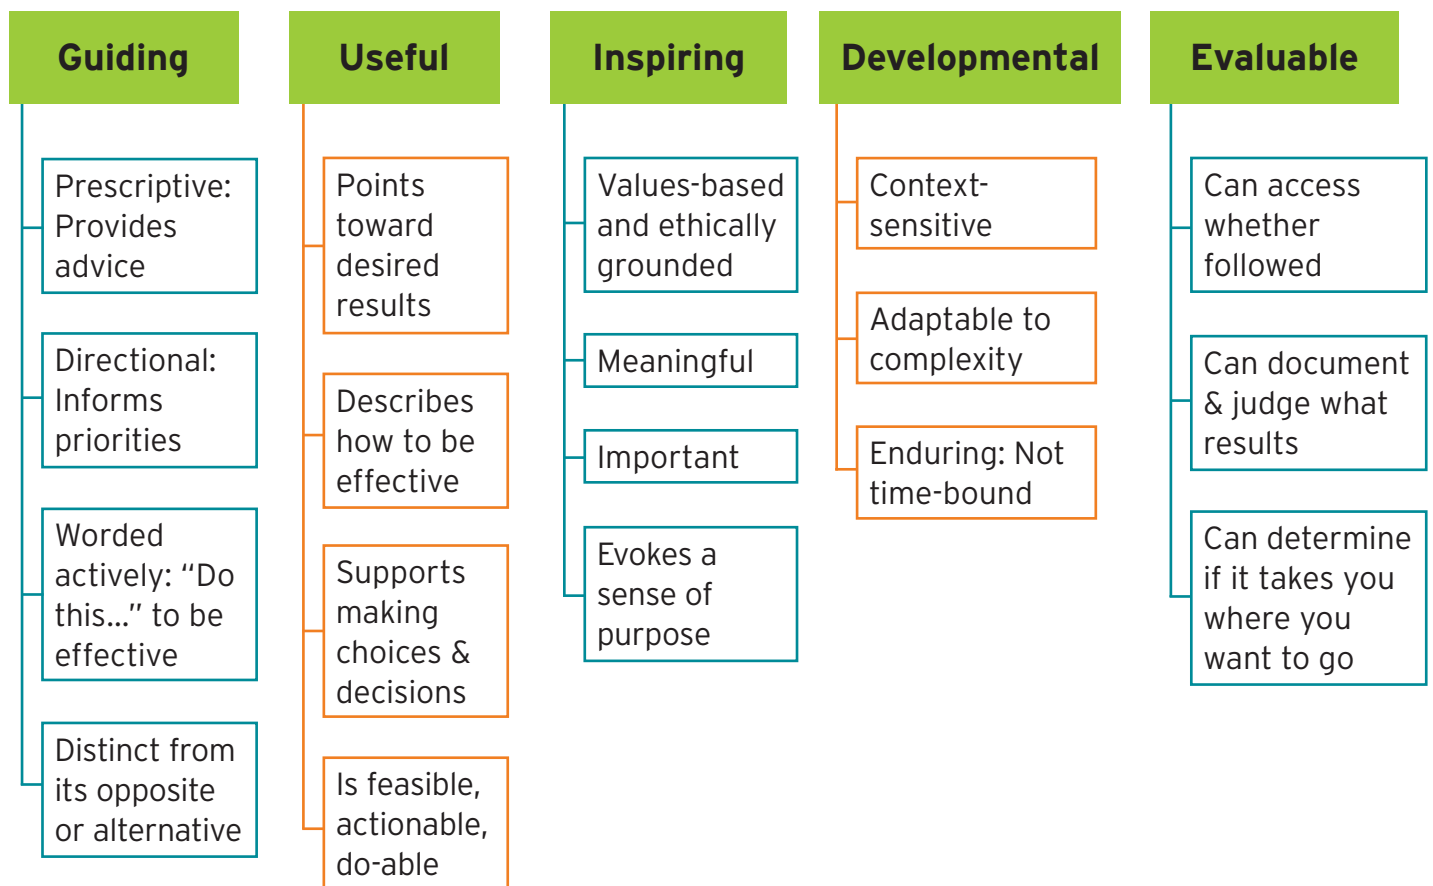 Guiding
Prescriptive:
Provides
advice
Directional:
Informs
priorities
Worded
actively: “Do
this...” to be
effective
Distinct from
its opposite
or alternative
Useful
Points
toward
desired
results
Describes
how to be
effective
Supports
making
choices &
decisions
Is feasible,
actionable,
do-able
Inspiring
Values-based
and ethically
grounded
Meaningful
Important
Evokes a
sense of
purpose
Developmental
Context-
sensitive
Adaptable to
complexity
Enduring: Not
time-bound
Evaluable
Can access
whether
followed
Can document
& judge what
results
Can determine
if it takes you
where you
want to go